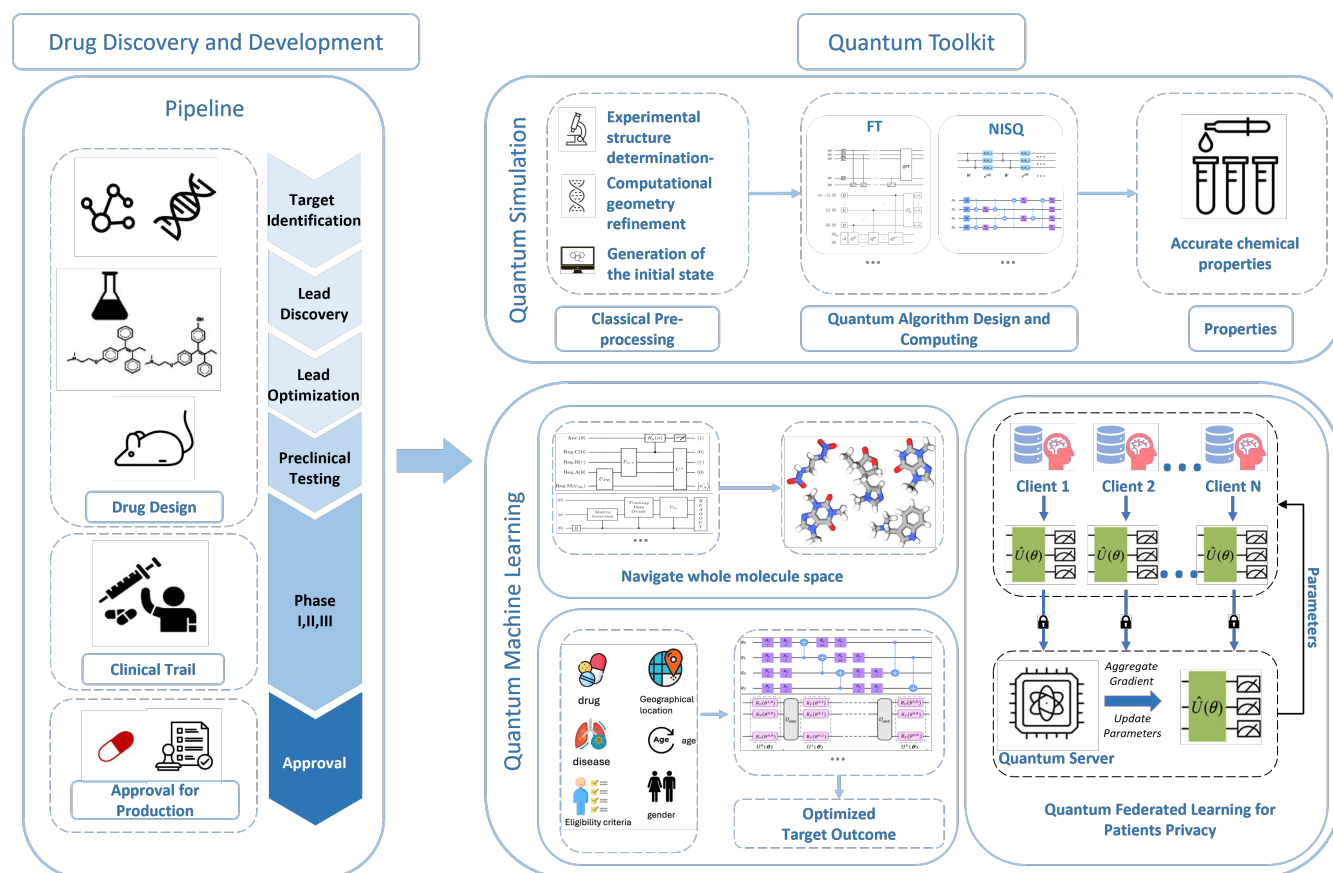 Drug Discovery and Development
Quantum Toolkit
Pipeline
Target
Identification
Lead
Discovery
Lead
Optimization
Preclinical
Testing
Drug Design
Phase
I,II,III
Clinical Trail
Approval
Approval for
Production
Quantum Simulation
Experimental
structure
determination-
Computational
geometry
refinement
Generation of
the initial state
Classical Pre-
processing
FT
NISQ
QFT
...
...
Quantum Algorithm Design and
Computing
Accurate chemical
properties
Properties
Quantum Machine Learning
...
Navigate whole molecule space
drug
Geographical
location
disease
Age
age
Eligibility criteria
gender
...
Optimized
Target Outcome
Client 1
Client 2
Client N
Û(θ)
Û(θ)
Û(θ)
Parameters
Aggregate
Gradient
Update
Parameters
Û(θ)
Quantum Server
Quantum Federated Learning for
Patients Privacy